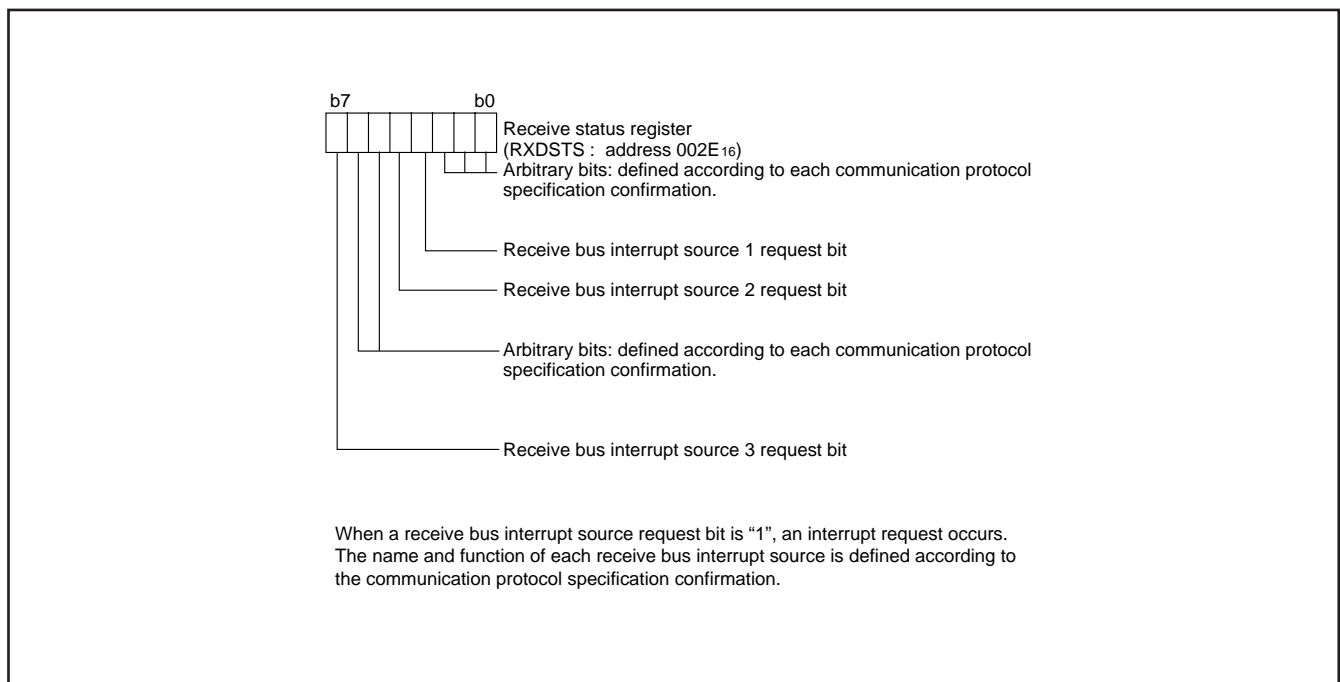 b7 b0
Receive status register
(RXDSTS : address 002E16)
Arbitrary bits: defined according to each communication protocol
specification confirmation.
Receive bus interrupt source 1 request bit
Receive bus interrupt source 2 request bit
Arbitrary bits: defined according to each communication protocol
specification confirmation.
Receive bus interrupt source 3 request bit
When a receive bus interrupt source request bit is “1”, an interrupt request occurs.
The name and function of each receive bus interrupt source is defined according to
the communication protocol specification confirmation.